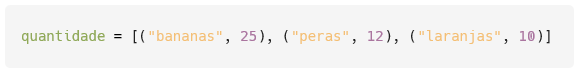 quantidade = [("bananas", 25), ("peras", 12), ("laranjas", 10)]